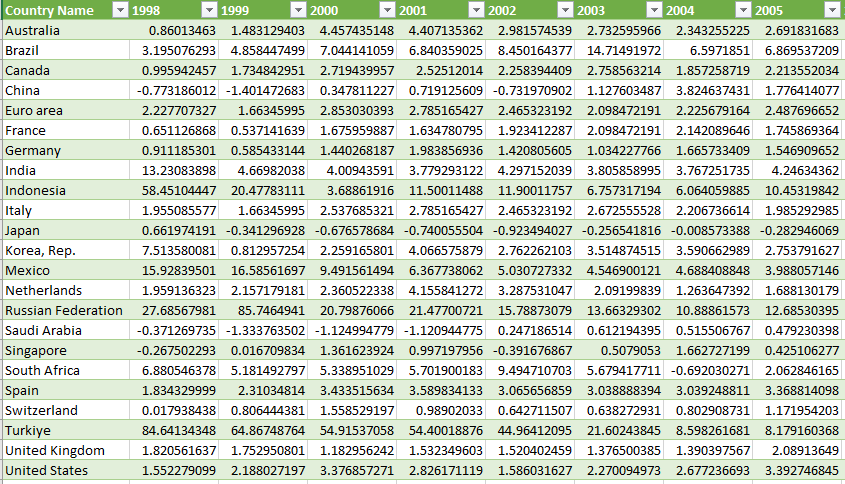 Country Name 1998 1999 2000 2001 2002 2003 2004 2005
Australia 0.86013463 1.483129403 4.457435148 4.407135362 2.981574539 2.732595966 2.343255225 2.691831683
Brazil 3.195076293 4.858447499 7.044141059 6.840359025 8.450164377 14.71491972 6.5971851 6.869537209
Canada 0.995942457 1.734842951 2.719439957 2.52512014 2.258394409 2.758563214 1.857258719 2.213552034
China -0.773186012 -1.401472683 0.347811227 0.719125609 -0.731970902 1.127603487 3.824637431 1.776414077
Euro area 2.227707327 1.66345995 2.853030393 2.785165427 2.465323192 2.098472191 2.225679164 2.487696652
France 0.651126868 0.537141639 1.675959887 1.634780795 1.923412287 2.098472191 2.142089646 1.745869364
Germany 0.911185301 0.585433144 1.440268187 1.983856936 1.420805605 1.034227766 1.665733409 1.546909652
India 13.23083898 4.66982038 4.00943591 3.779293122 4.297152039 3.805858995 3.767251735 4.24634362
Indonesia 58.45104447 20.47783111 3.68861916 11.50011488 11.90011757 6.757317194 6.064059885 10.45319842
Italy 1.955085577 1.66345995 2.537685321 2.785165427 2.465323192 2.672555528 2.206736614 1.985292985
Japan 0.661974191 -0.341296928 -0.676578684 -0.740055504 -0.923494027 -0.256541816 -0.008573388 -0.282946069
Korea, Rep. 7.513580081 0.812957254 2.259165801 4.066575879 2.762262103 3.514874515 3.590662989 2.753791627
Mexico 15.92839501 16.58561697 9.491561494 6.367738062 5.030727332 4.546900121 4.688408848 3.988057146
Netherlands 1.959136323 2.157179181 2.360522338 4.155841272 3.287531047 2.09199839 1.263647392 1.688130179
Russian Federation 27.68567981 85.7464941 20.79876066 21.47700721 15.78873079 13.66329302 10.88861573 12.68530395
Saudi Arabia -0.371269735 -1.333763502 -1.124994779 -1.120944775 0.247186514 0.612194395 0.515506767 0.479230398
Singapore -0.267502293 0.016709834 1.361623924 0.997197956 -0.391676867 0.5079053 1.662727199 0.425106277
South Africa 6.880546378 5.181492797 5.338951029 5.701900183 9.494710703 5.679417711 -0.692030271 2.062846165
Spain 1.834329999 2.31034814 3.433515634 3.589834133 3.065656859 3.038888394 3.039248811 3.368814098
Switzerland 0.017938438 0.806444381 1.558529197 0.98902033 0.642711507 0.638272931 0.802908731 1.171954203
Turkiye 84.64134348 64.86748764 54.91537058 54.40018876 44.96412095 21.60243845 8.598261681 8.179160368
United Kingdom 1.820561637 1.752950801 1.182956242 1.532349603 1.520402459 1.376500385 1.390397567 2.08913649
United States 1.552279099 2.188027197 3.376857271 2.826171119 1.586031627 2.270094973 2.677236693 3.392746845